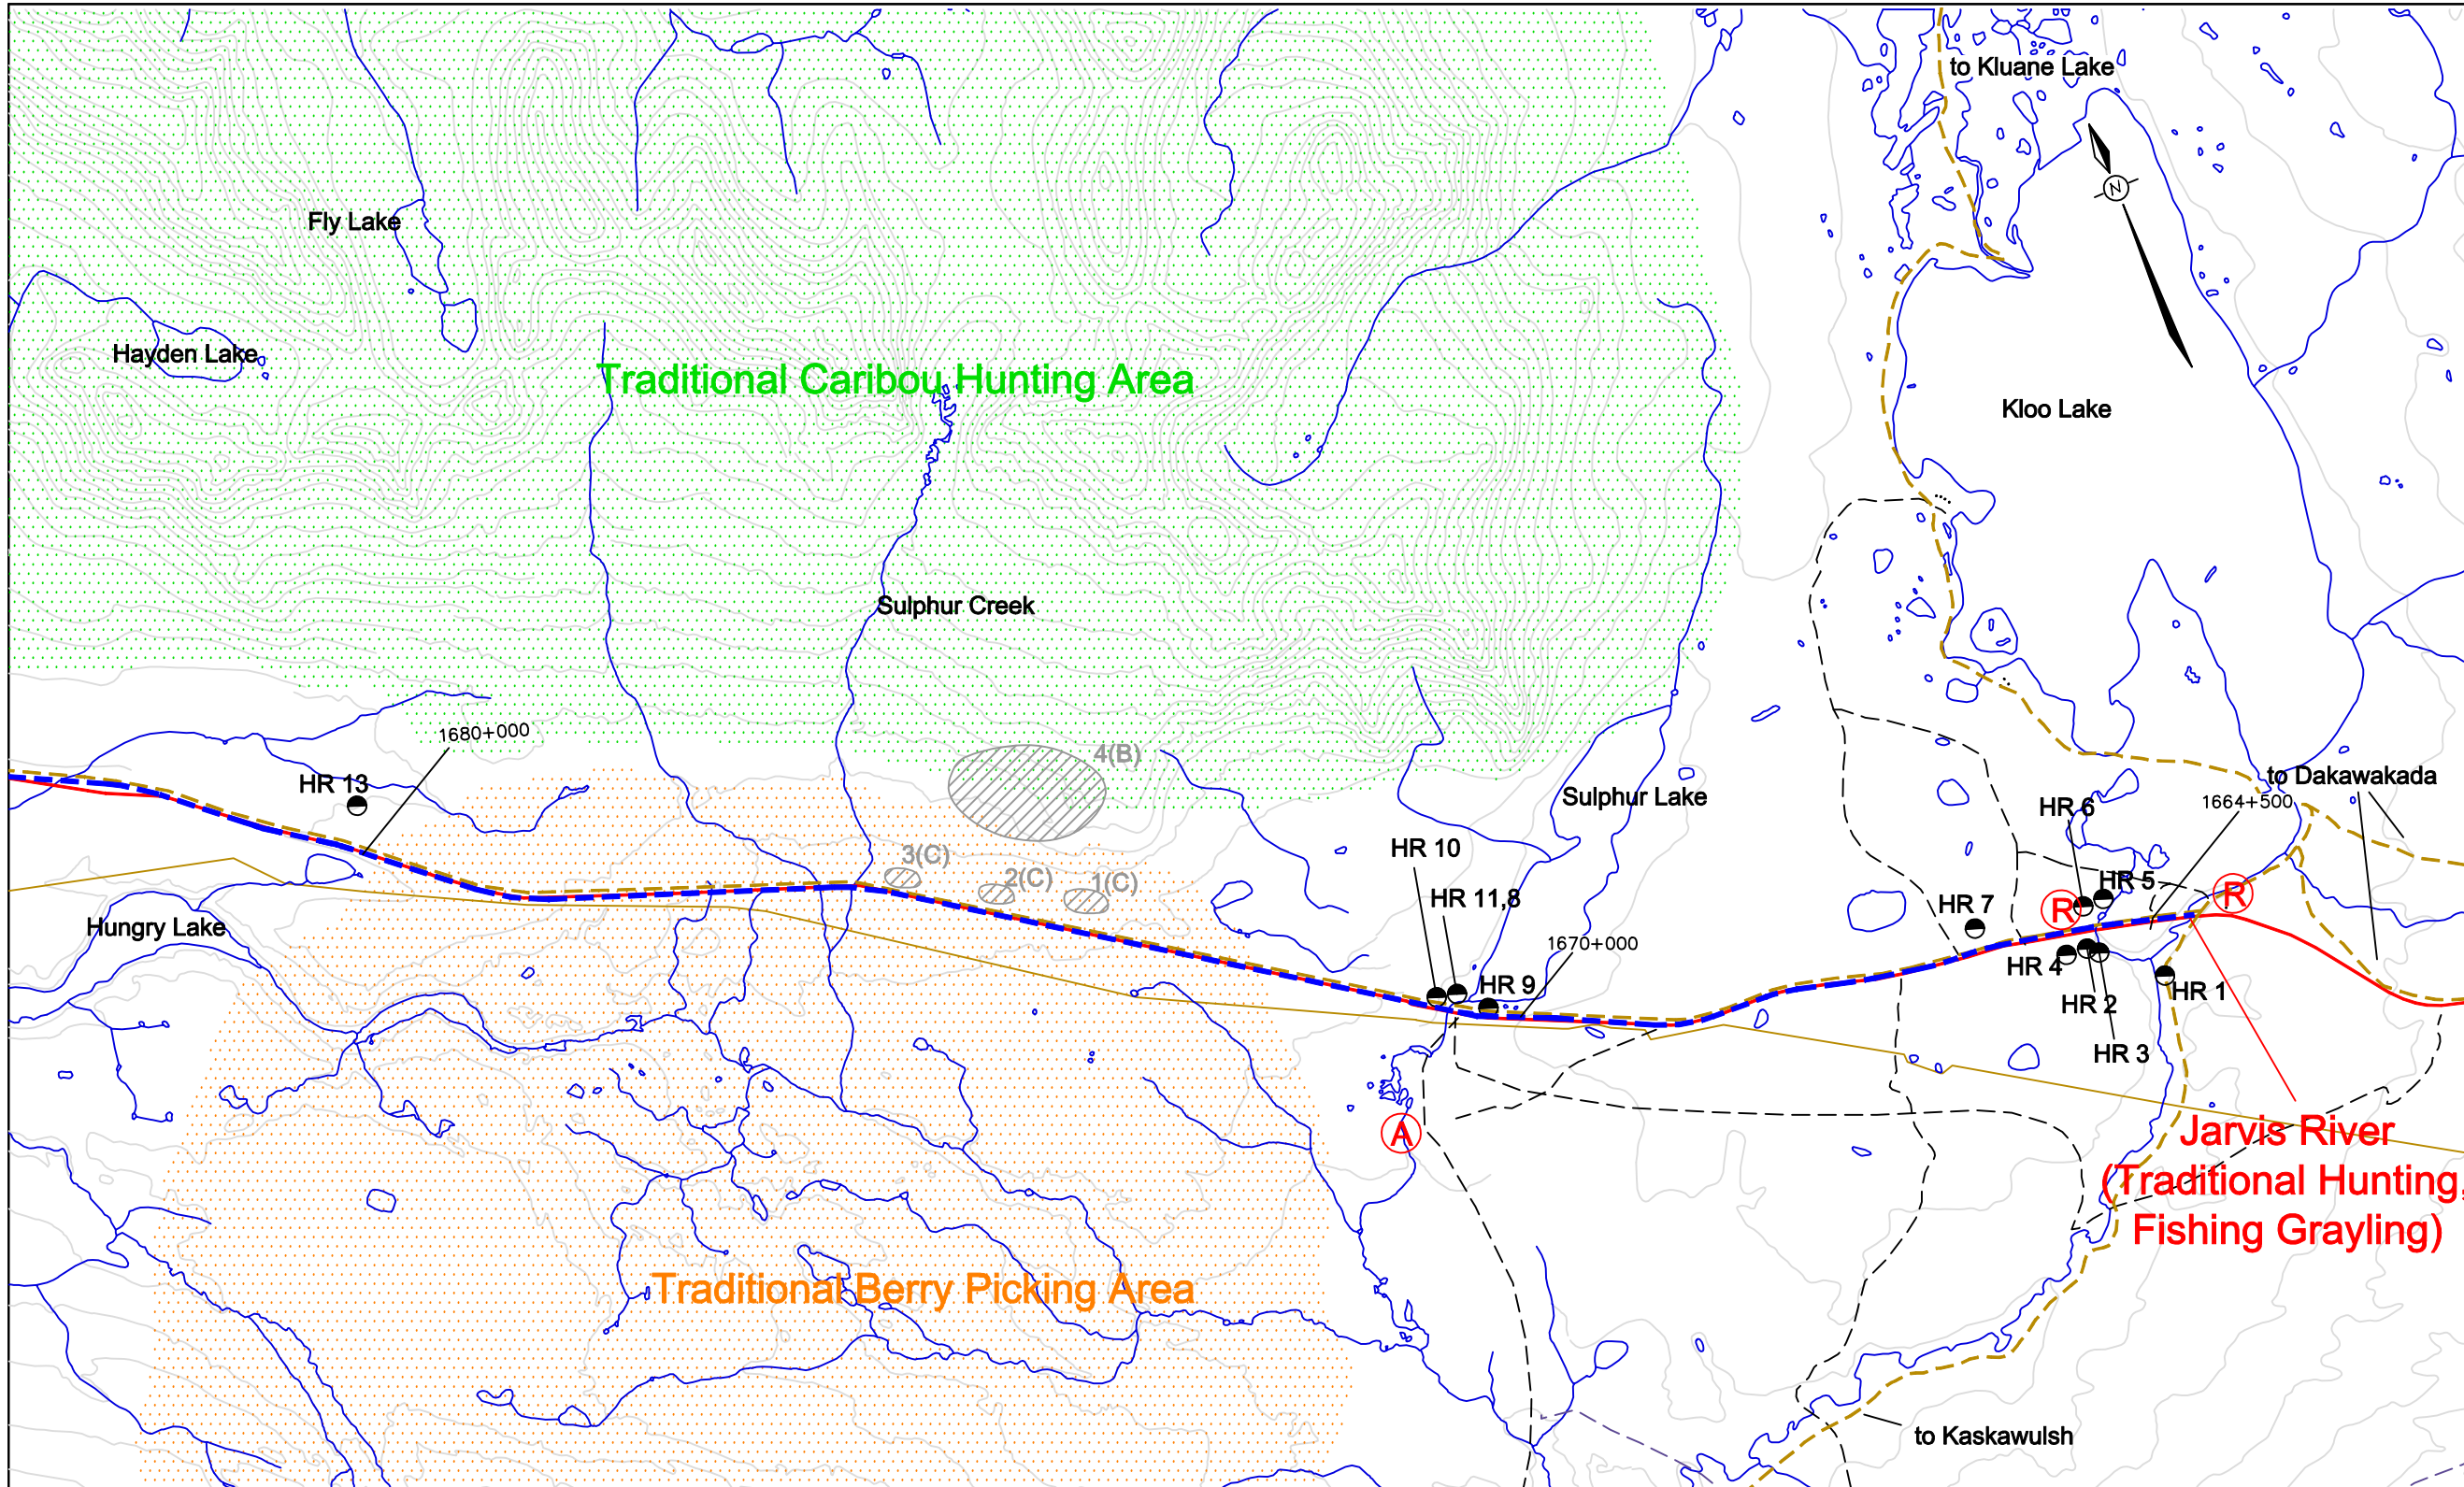 to Kluane Lake
N
Fly Lake
Hayden Lake
Traditional Caribou Hunting Area
Kloo Lake
Sulphur Creek
1680+000
4(B)
HR 13
Sulphur Lake
to Dakawakada
HR 6
1664+500
HR 10
3(C)
2(C)
1(C)
HR 11,8
HR 5
R
R
HR 7
Hungry Lake
1670+000
HR 4
HR 9
HR 1
HR 2
HR 3
A
Jarvis River
(Traditional Hunting,
Fishing Grayling)
Traditional Berry Picking Area
to Kaskawulsh